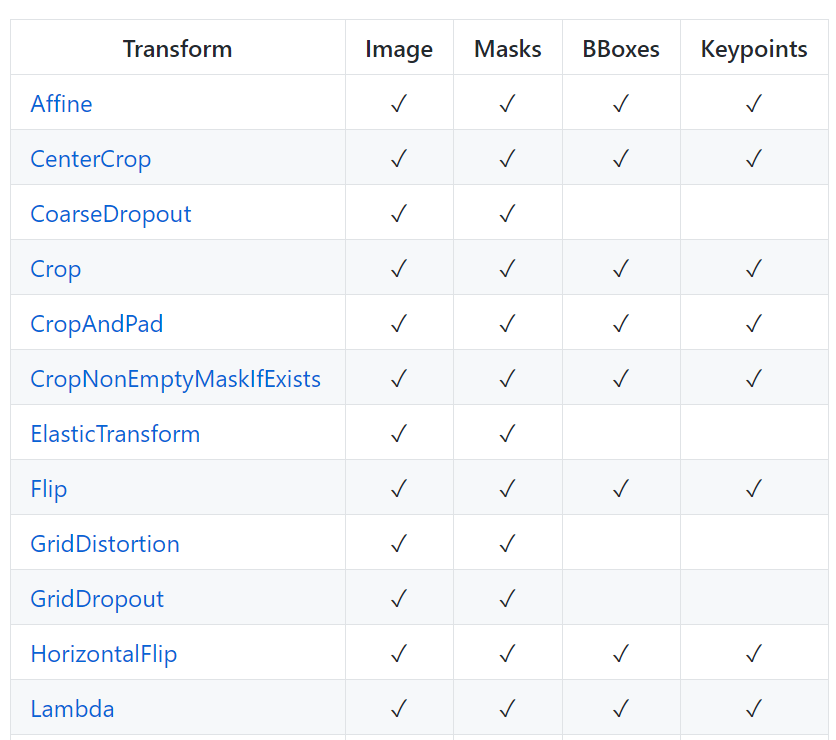 Transform Image Masks BBoxes Keypoints
Affine ✓ ✓ ✓ ✓
CenterCrop ✓ ✓ ✓ ✓
CoarseDropout ✓ ✓
Crop ✓ ✓ ✓ ✓
CropAndPad ✓ ✓ ✓ ✓
CropNonEmptyMaskIfExists ✓ ✓ ✓ ✓
ElasticTransform ✓ ✓
Flip ✓ ✓ ✓ ✓
GridDistortion ✓ ✓
GridDropout ✓ ✓
HorizontalFlip ✓ ✓ ✓ ✓
Lambda ✓ ✓ ✓ ✓